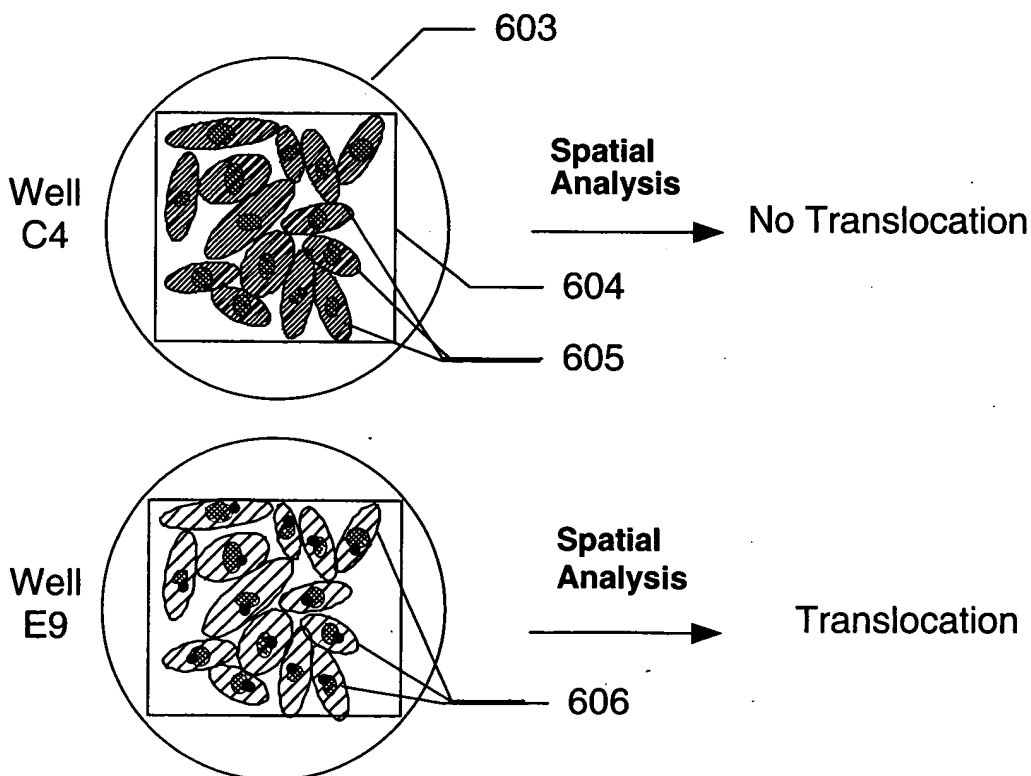 603
Well
C4
Spatial
Analysis
No Translocation
604
605
Well
E9
Spatial
Analysis
Translocation
606